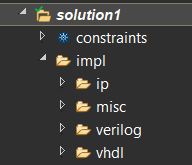 solution1
constraints
impl
ip
misc
verilog
vhdl